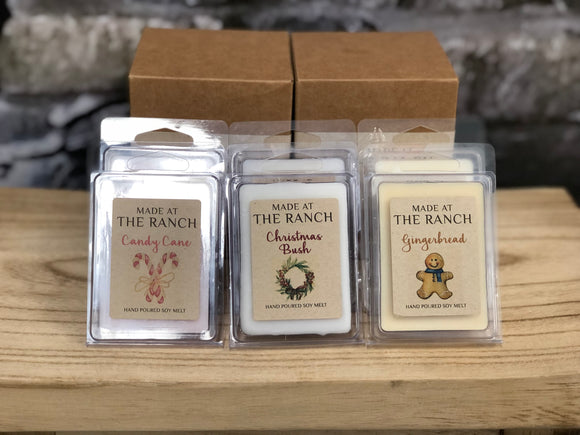 MADE AT
THE RANCH
Candy Cane
HAND POURED SOY MELT
MADE AT
THE RANCH
Christmas
Bush
HAND POURED SOY MELT
MADE AT
THE RANCH
Gingerbread
HAND POURED SOY MELT